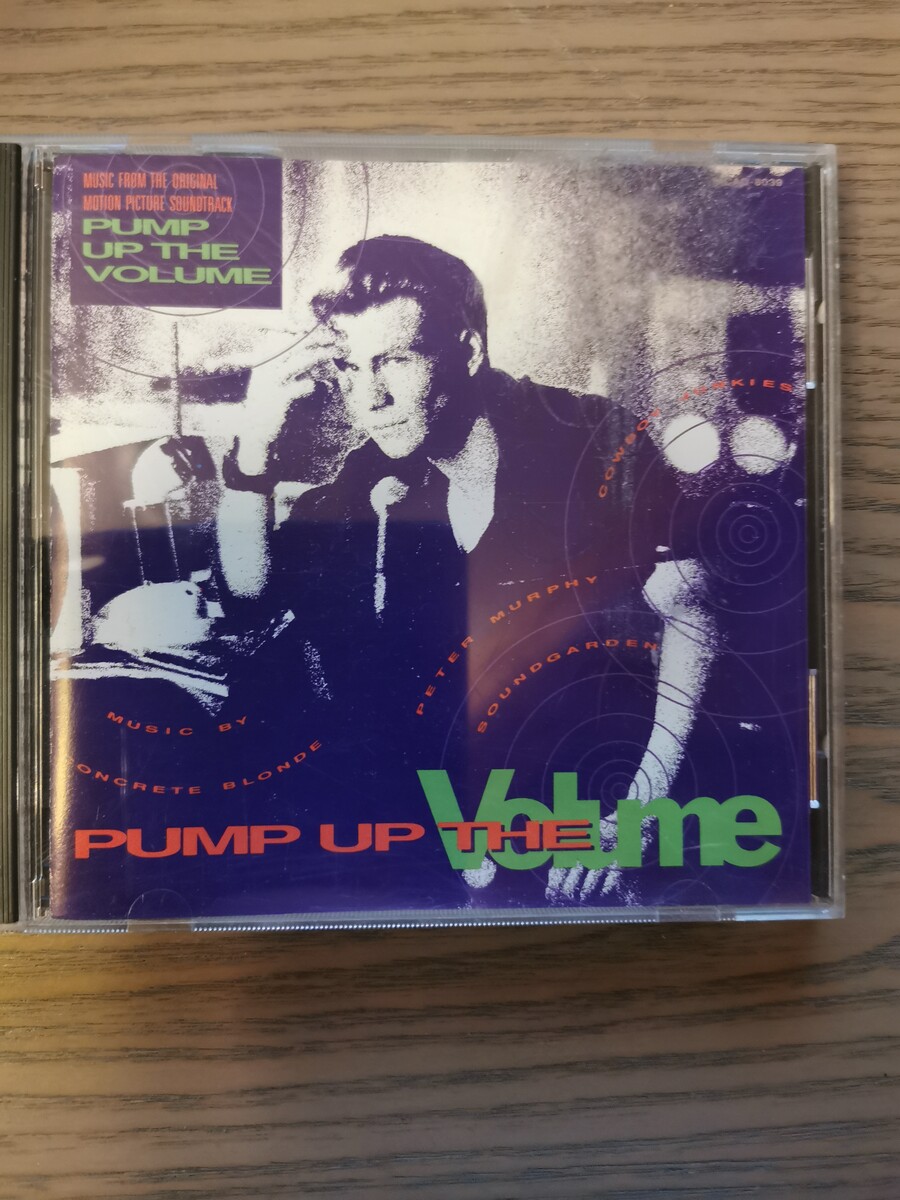 MUSIC FROM THE ORIGINAL
MOTION PICTURE SOUNDTRACK
PUMP
UP THE
VOLUME
8039
COWBOY JUNKIES
PETER MURPHY
SOUNDGARDEN
MUSIC BY
CONCRETE BLONDE
PUMP UP THE Volume